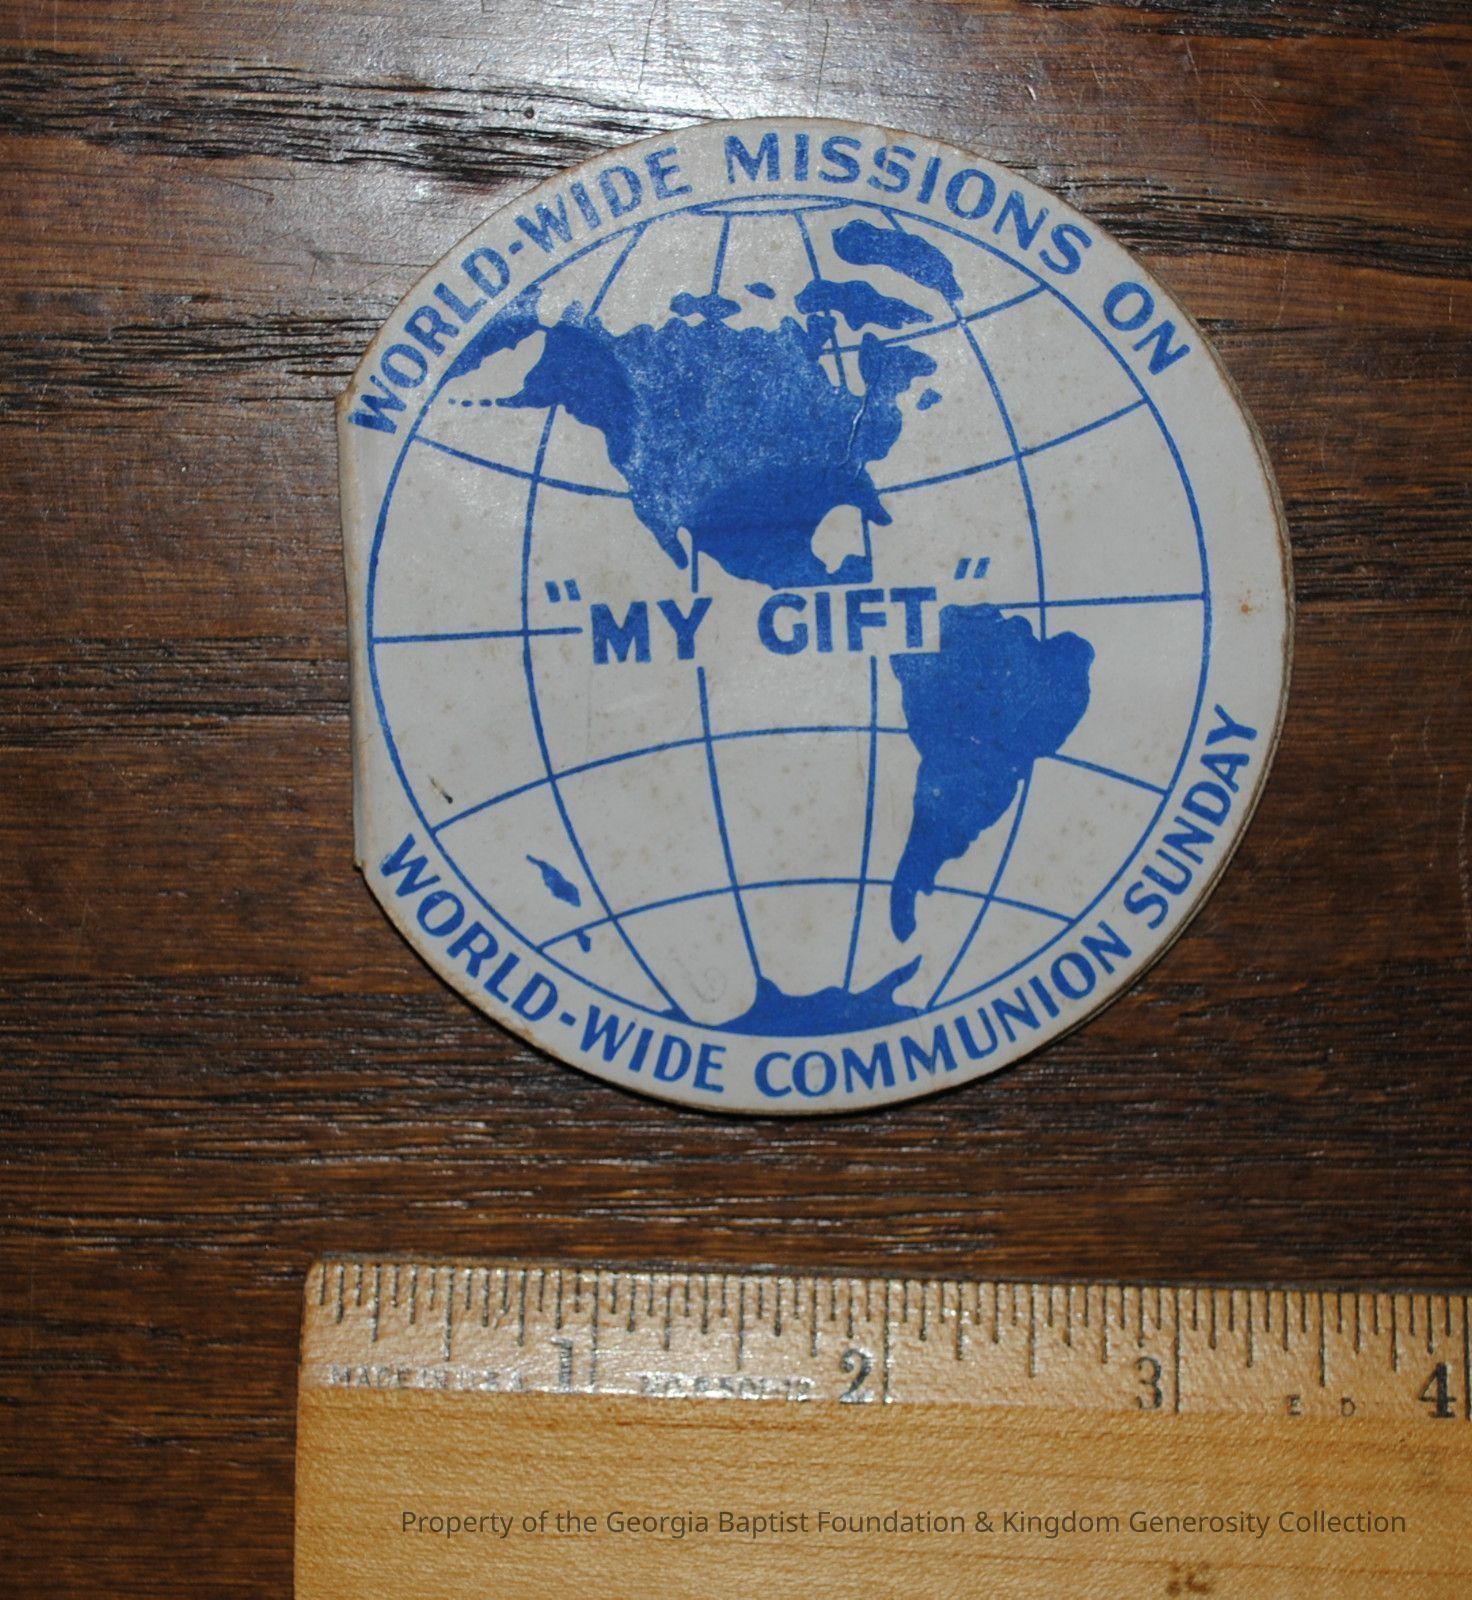 WORLD-WIDE MISSIONS ON
"MY GIFT"
WORLD-WIDE COMMUNION SUNDAY
1 2 3 4
MADE IN U.S.A.
E D
Property of the Georgia Baptist Foundation & Kingdom Generosity Collection